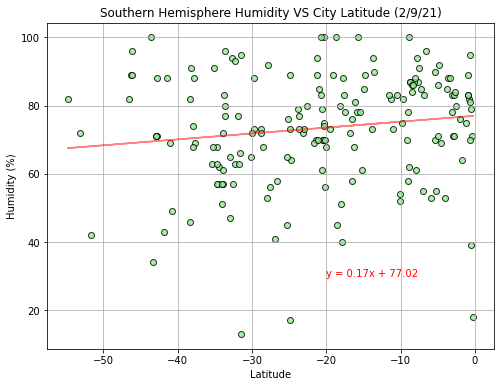 Southern Hemisphere Humidity VS City Latitude (2/9/21)
Humidity (%)
100
80
60
40
20
y = 0.17x + 77.02
−50
−40
−30
−20
−10
0
Latitude